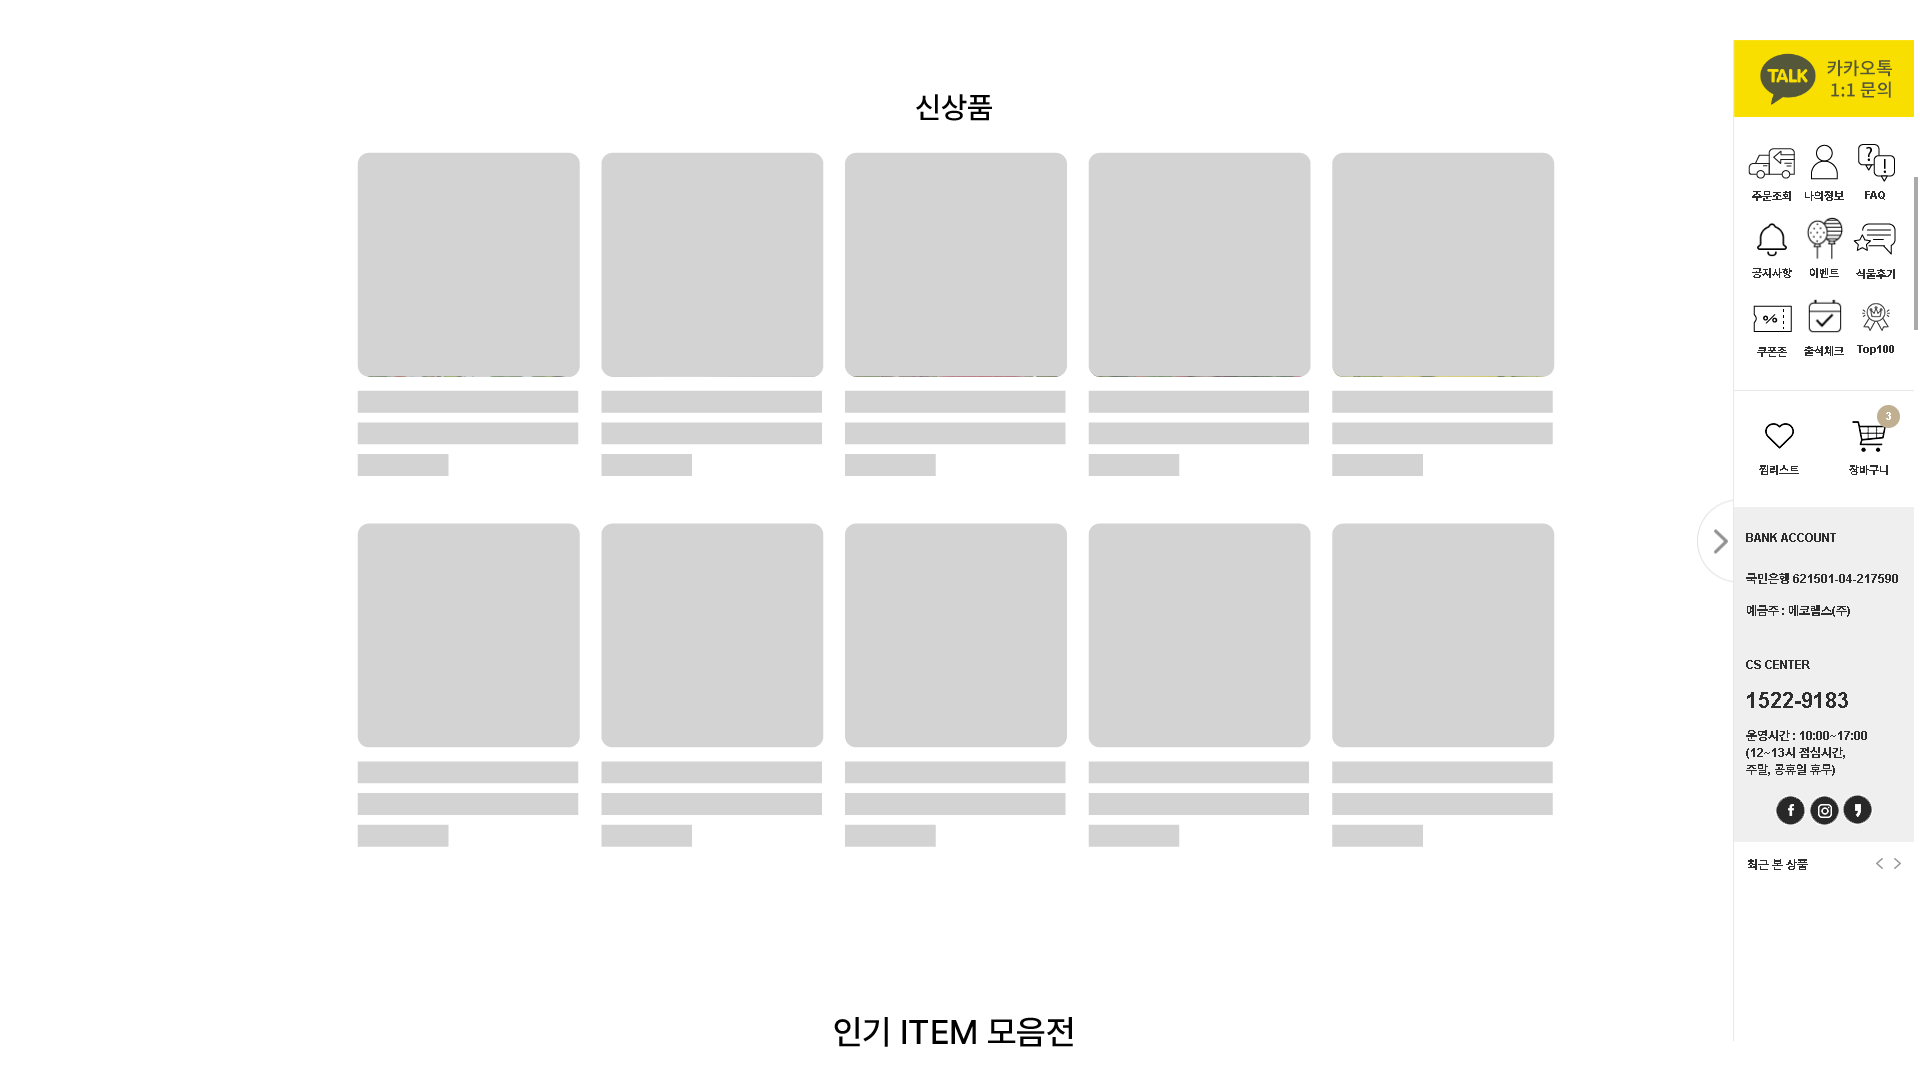 신상품
인기 ITEM 모음전
TALK
카카오톡
1:1 문의
주문조회
나의정보
FAQ
공지사항
이벤트
식물후기
쿠폰존
출석체크
Top100
3
찜리스트
장바구니
BANK ACCOUNT
국민은행 621501-04-217590
예금주 : 에코램스(주)
CS CENTER
1522-9183
운영시간 : 10:00~17:00
(12~13시 점심시간,
주말, 공휴일 휴무)
최근 본 상품